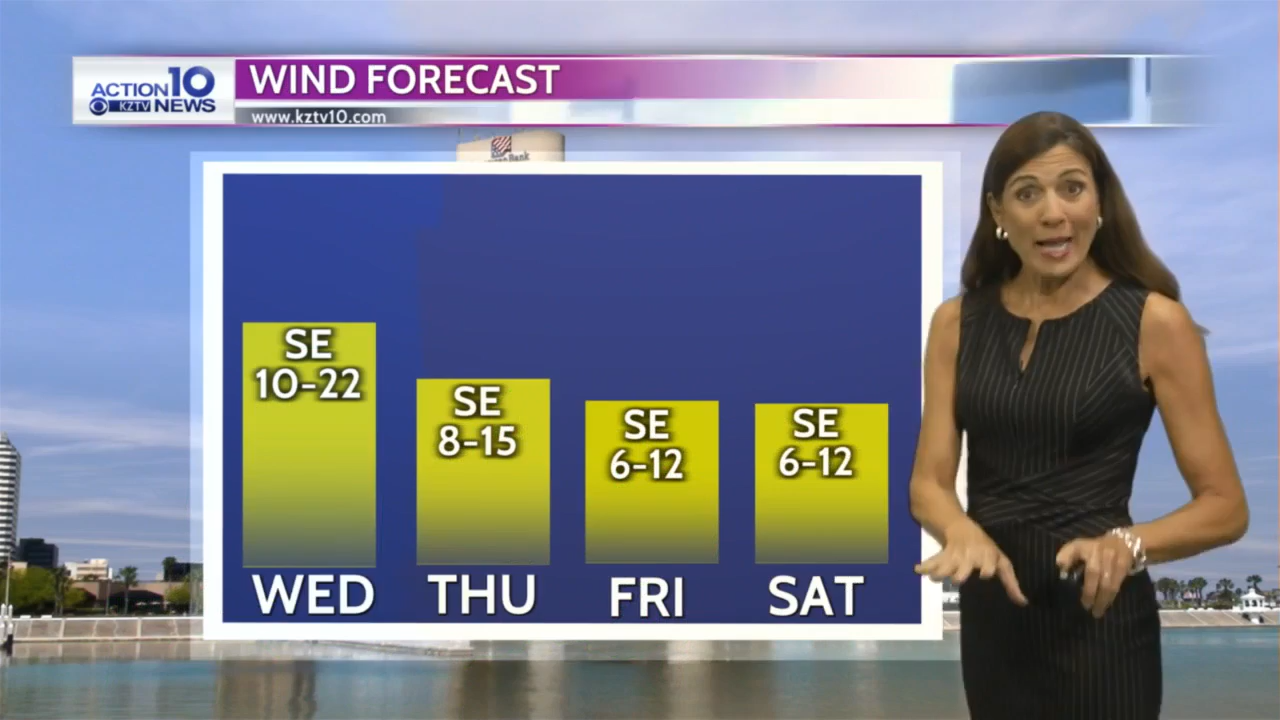 ACTION 10
KZTV NEWS
WIND FORECAST
www.kztv10.com
Bank
SE
10-22
SE
8-15
SE
6-12
SE
6-12
WED
THU
FRI
SAT